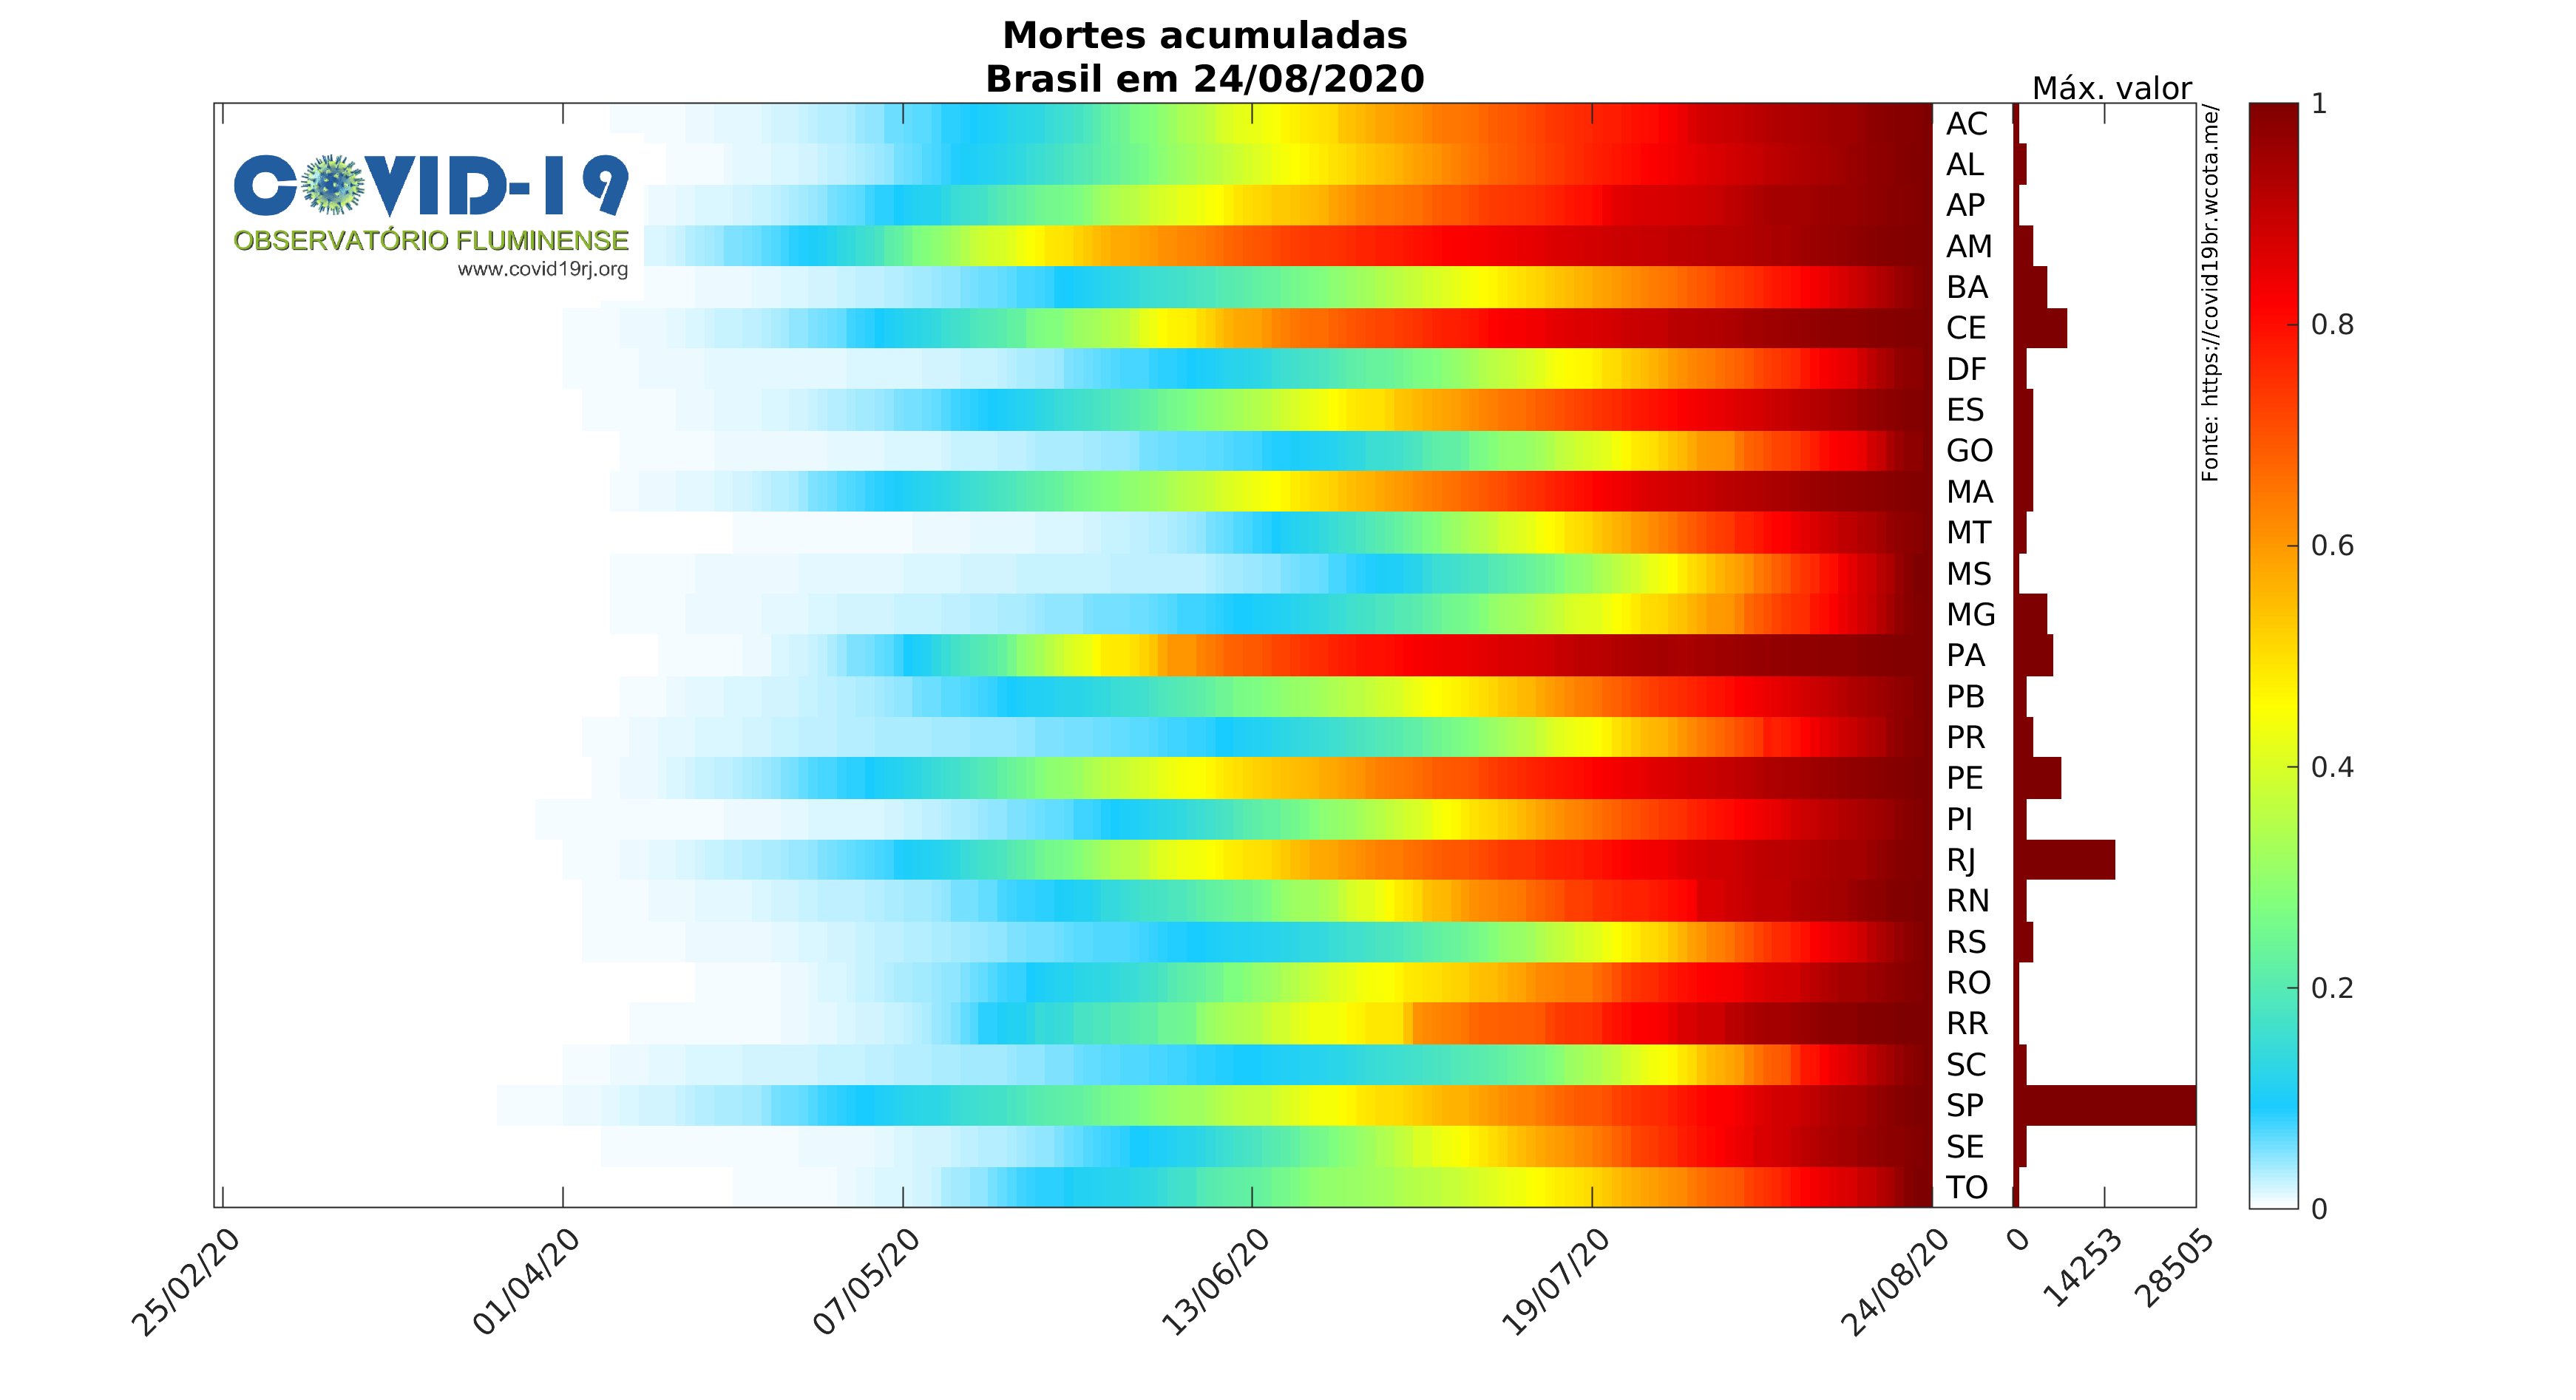 Mortes acumuladas
Brasil em 24/08/2020
Máx. valor
COVID-19
OBSERVATÓRIO FLUMINENSE
www.covid19rj.org
AC
AL
AP
AM
BA
CE
DF
ES
GO
MA
MT
MS
MG
PA
PB
PR
PE
PI
RJ
RN
RS
RO
RR
SC
SP
SE
TO
Fonte: https://covid19br.wcota.me/
1
0.8
0.6
0.4
0.2
0
25/02/20
01/04/20
07/05/20
13/06/20
19/07/20
24/08/20
0
14253
28505